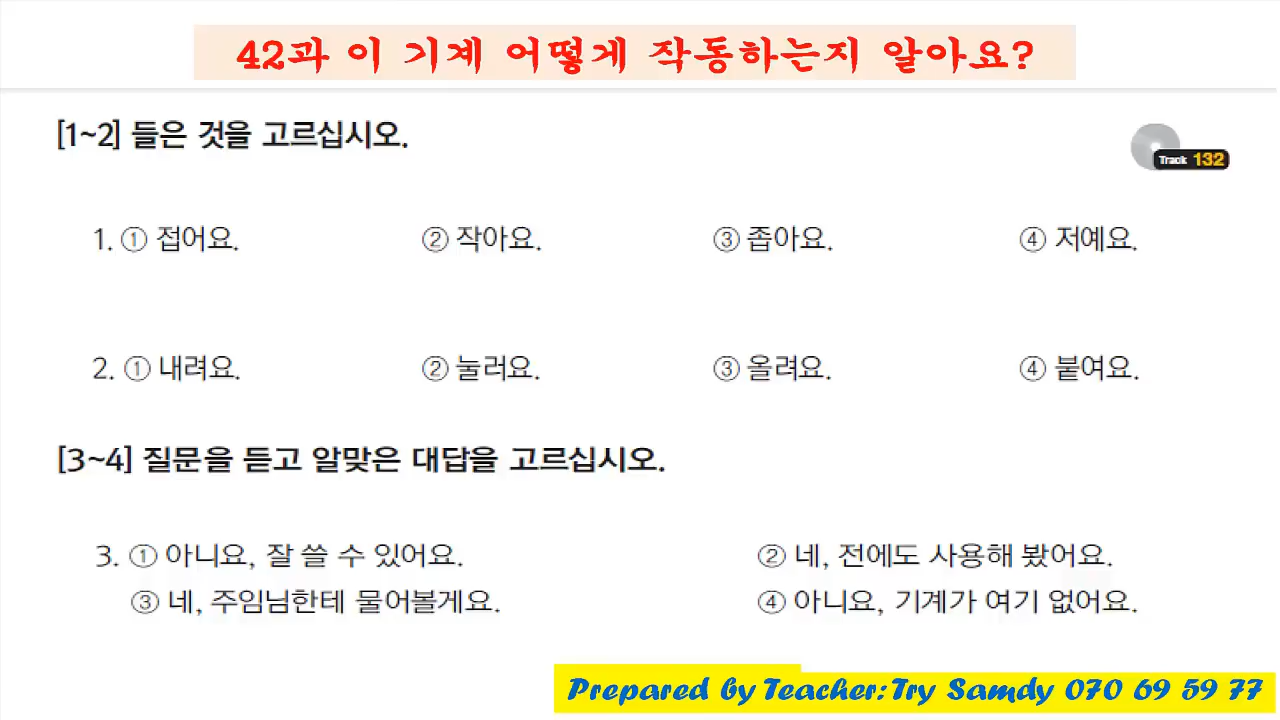 42과 이 기계 어떻게 작동하는지 알아요?
[1~2] 들은 것을 고르십시오.
Track 132
1. ① 접어요. ② 작아요. ③ 좁아요. ④ 저예요.
2. ① 내려요. ② 눌러요. ③ 올려요. ④ 붙여요.
[3~4] 질문을 듣고 알맞은 대답을 고르십시오.
3. ① 아니요, 잘 쓸 수 있어요. ② 네, 전에도 사용해 봤어요.
③ 네, 주임님한테 물어볼게요. ④ 아니요, 기계가 여기 없어요.
Prepared by Teacher: Try Samdy 070 69 59 77